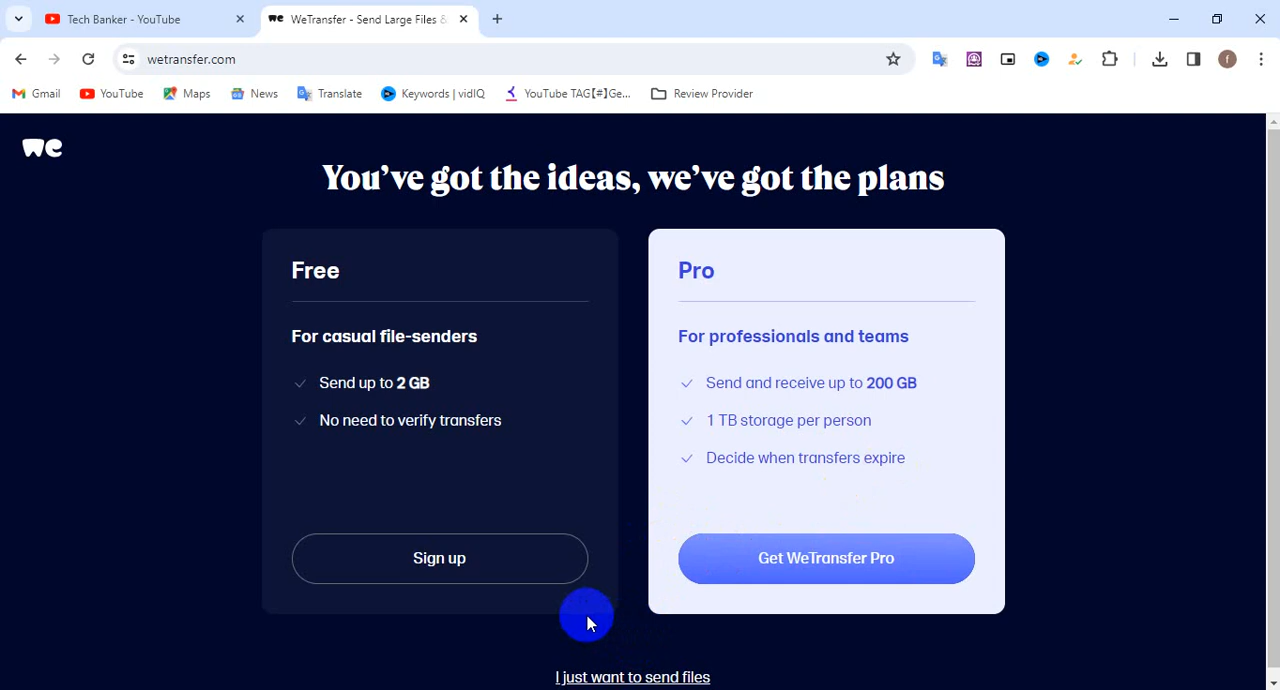 Tech Banker - YouTube
WeTransfer - Send Large Files &
wetransfer.com
f
Gmail
YouTube
Maps
News
Translate
Keywords | vidIQ
YouTube TAG【#】Ge...
Review Provider
we
You've got the ideas, we've got the plans
Free
For casual file-senders
Send up to 2 GB
No need to verify transfers
Sign up
Pro
For professionals and teams
Send and receive up to 200 GB
1 TB storage per person
Decide when transfers expire
Get WeTransfer Pro
I just want to send files